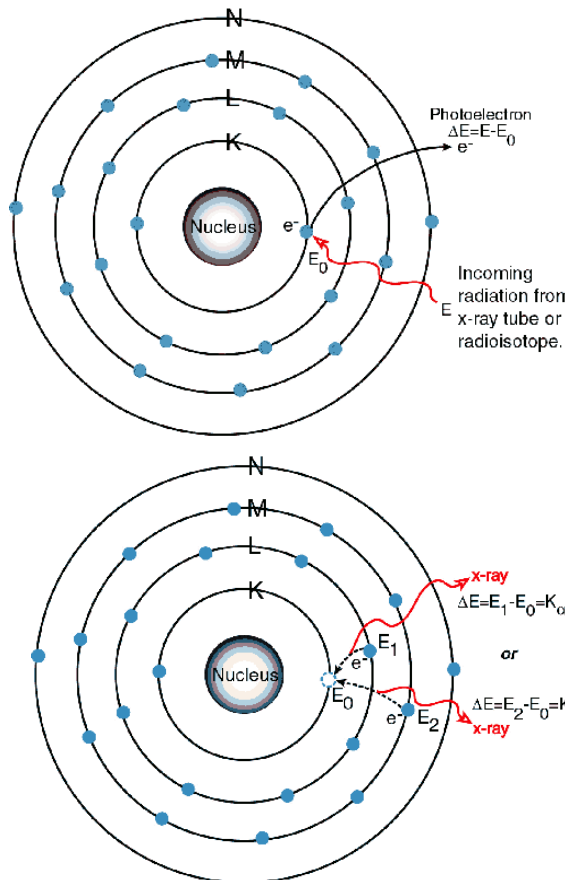 N
M
L
K
Photoelectron
ΔE=E-E₀
e⁻
Nucleus
e⁻
E₀
E
Incoming
radiation from
x-ray tube or
radioisotope.
N
M
L
K
x-ray
ΔE=E₁-E₀=Kα
E₁
e⁻
or
Nucleus
E₀
e⁻
E₂
ΔE=E₂-E₀=K
x-ray